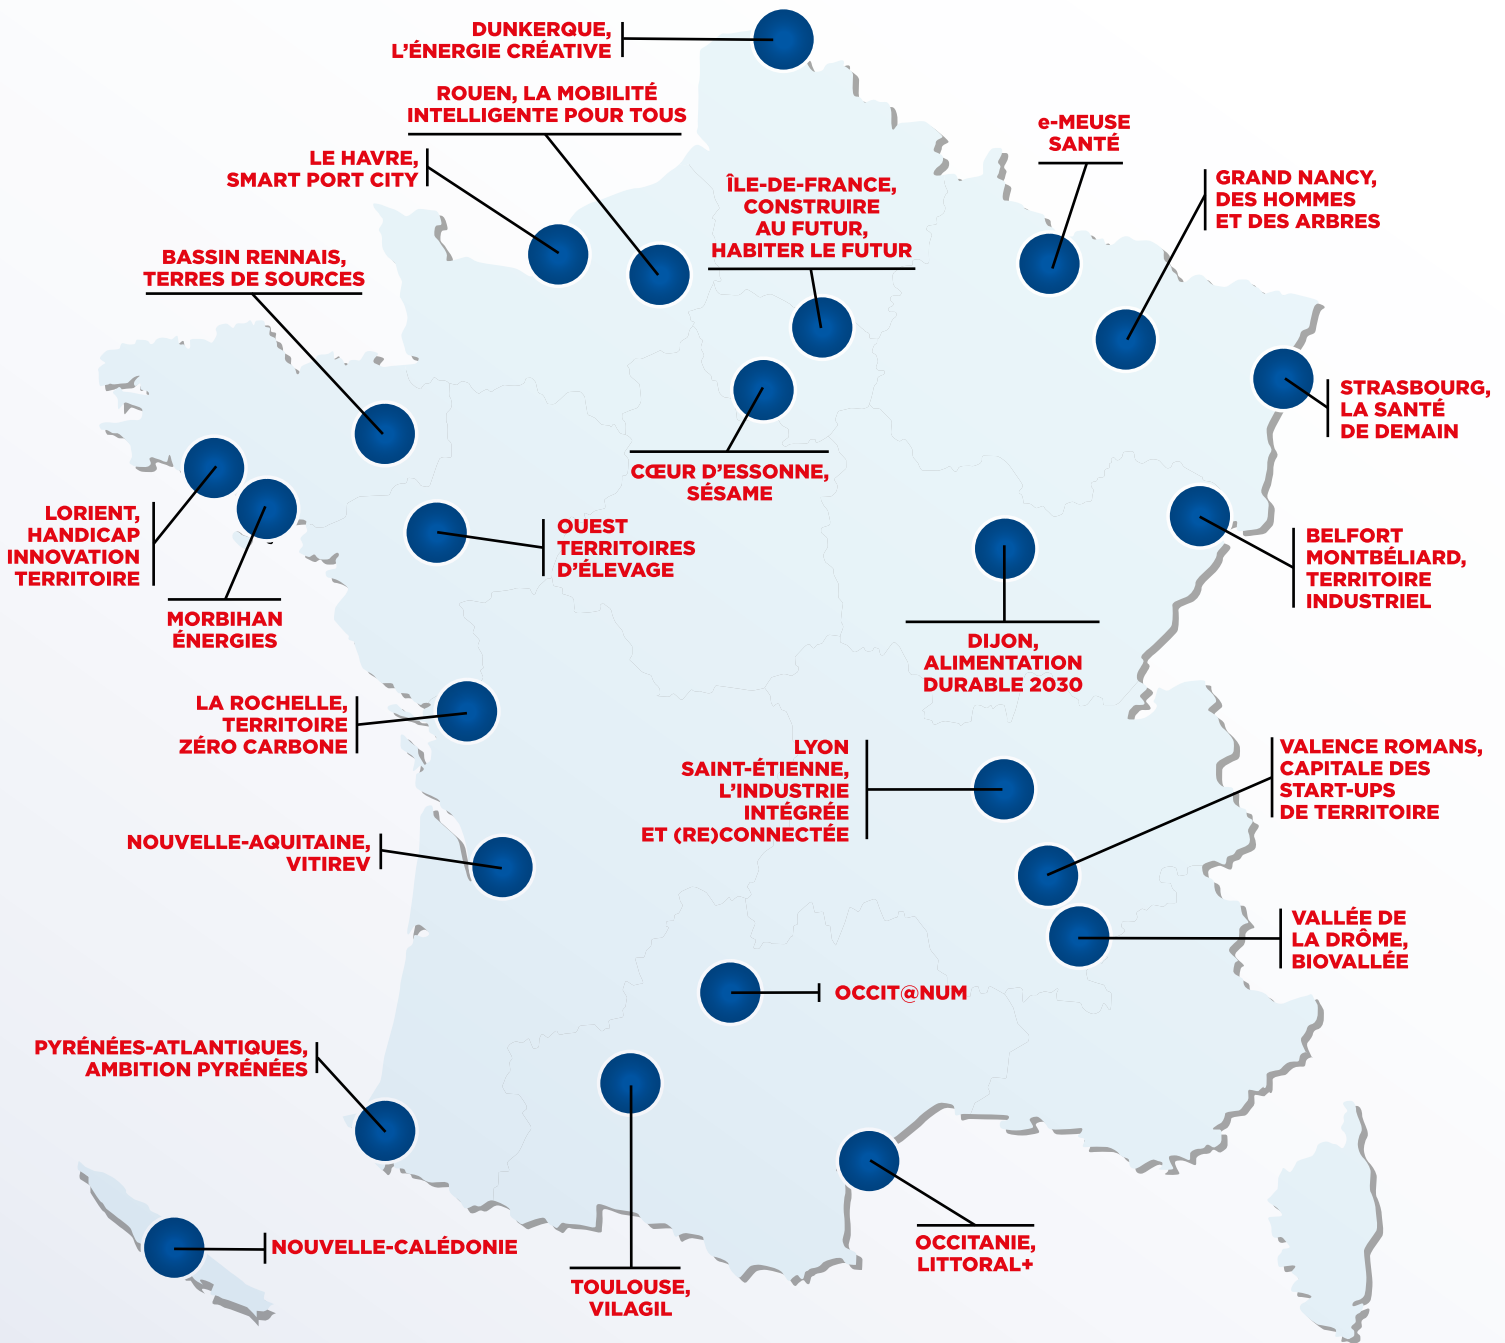 DUNKERQUE,
L'ÉNERGIE CRÉATIVE
ROUEN, LA MOBILITÉ
INTELLIGENTE POUR TOUS
LE HAVRE,
SMART PORT CITY
ÎLE-DE-FRANCE,
CONSTRUIRE
AU FUTUR,
HABITER LE FUTUR
e-MEUSE
SANTÉ
GRAND NANCY,
DES HOMMES
ET DES ARBRES
BASSIN RENNAIS,
TERRES DE SOURCES
STRASBOURG,
LA SANTÉ
DE DEMAIN
CŒUR D'ESSONNE,
SÉSAME
LORIENT,
HANDICAP
INNOVATION
TERRITOIRE
OUEST
TERRITOIRES
D'ÉLEVAGE
BELFORT
MONTBÉLIARD,
TERRITOIRE
INDUSTRIEL
MORBIHAN
ÉNERGIES
DIJON,
ALIMENTATION
DURABLE 2030
LA ROCHELLE,
TERRITOIRE
ZÉRO CARBONE
LYON
SAINT-ÉTIENNE,
L'INDUSTRIE
INTÉGRÉE
ET (RE)CONNECTÉE
VALENCE ROMANS,
CAPITALE DES
START-UPS
DE TERRITOIRE
NOUVELLE-AQUITAINE,
VITIREV
VALLÉE DE
LA DRÔME,
BIOVALLÉE
OCCIT@NUM
PYRÉNÉES-ATLANTIQUES,
AMBITION PYRÉNÉES
NOUVELLE-CALÉDONIE
OCCITANIE,
LITTORAL+
TOULOUSE,
VILAGIL